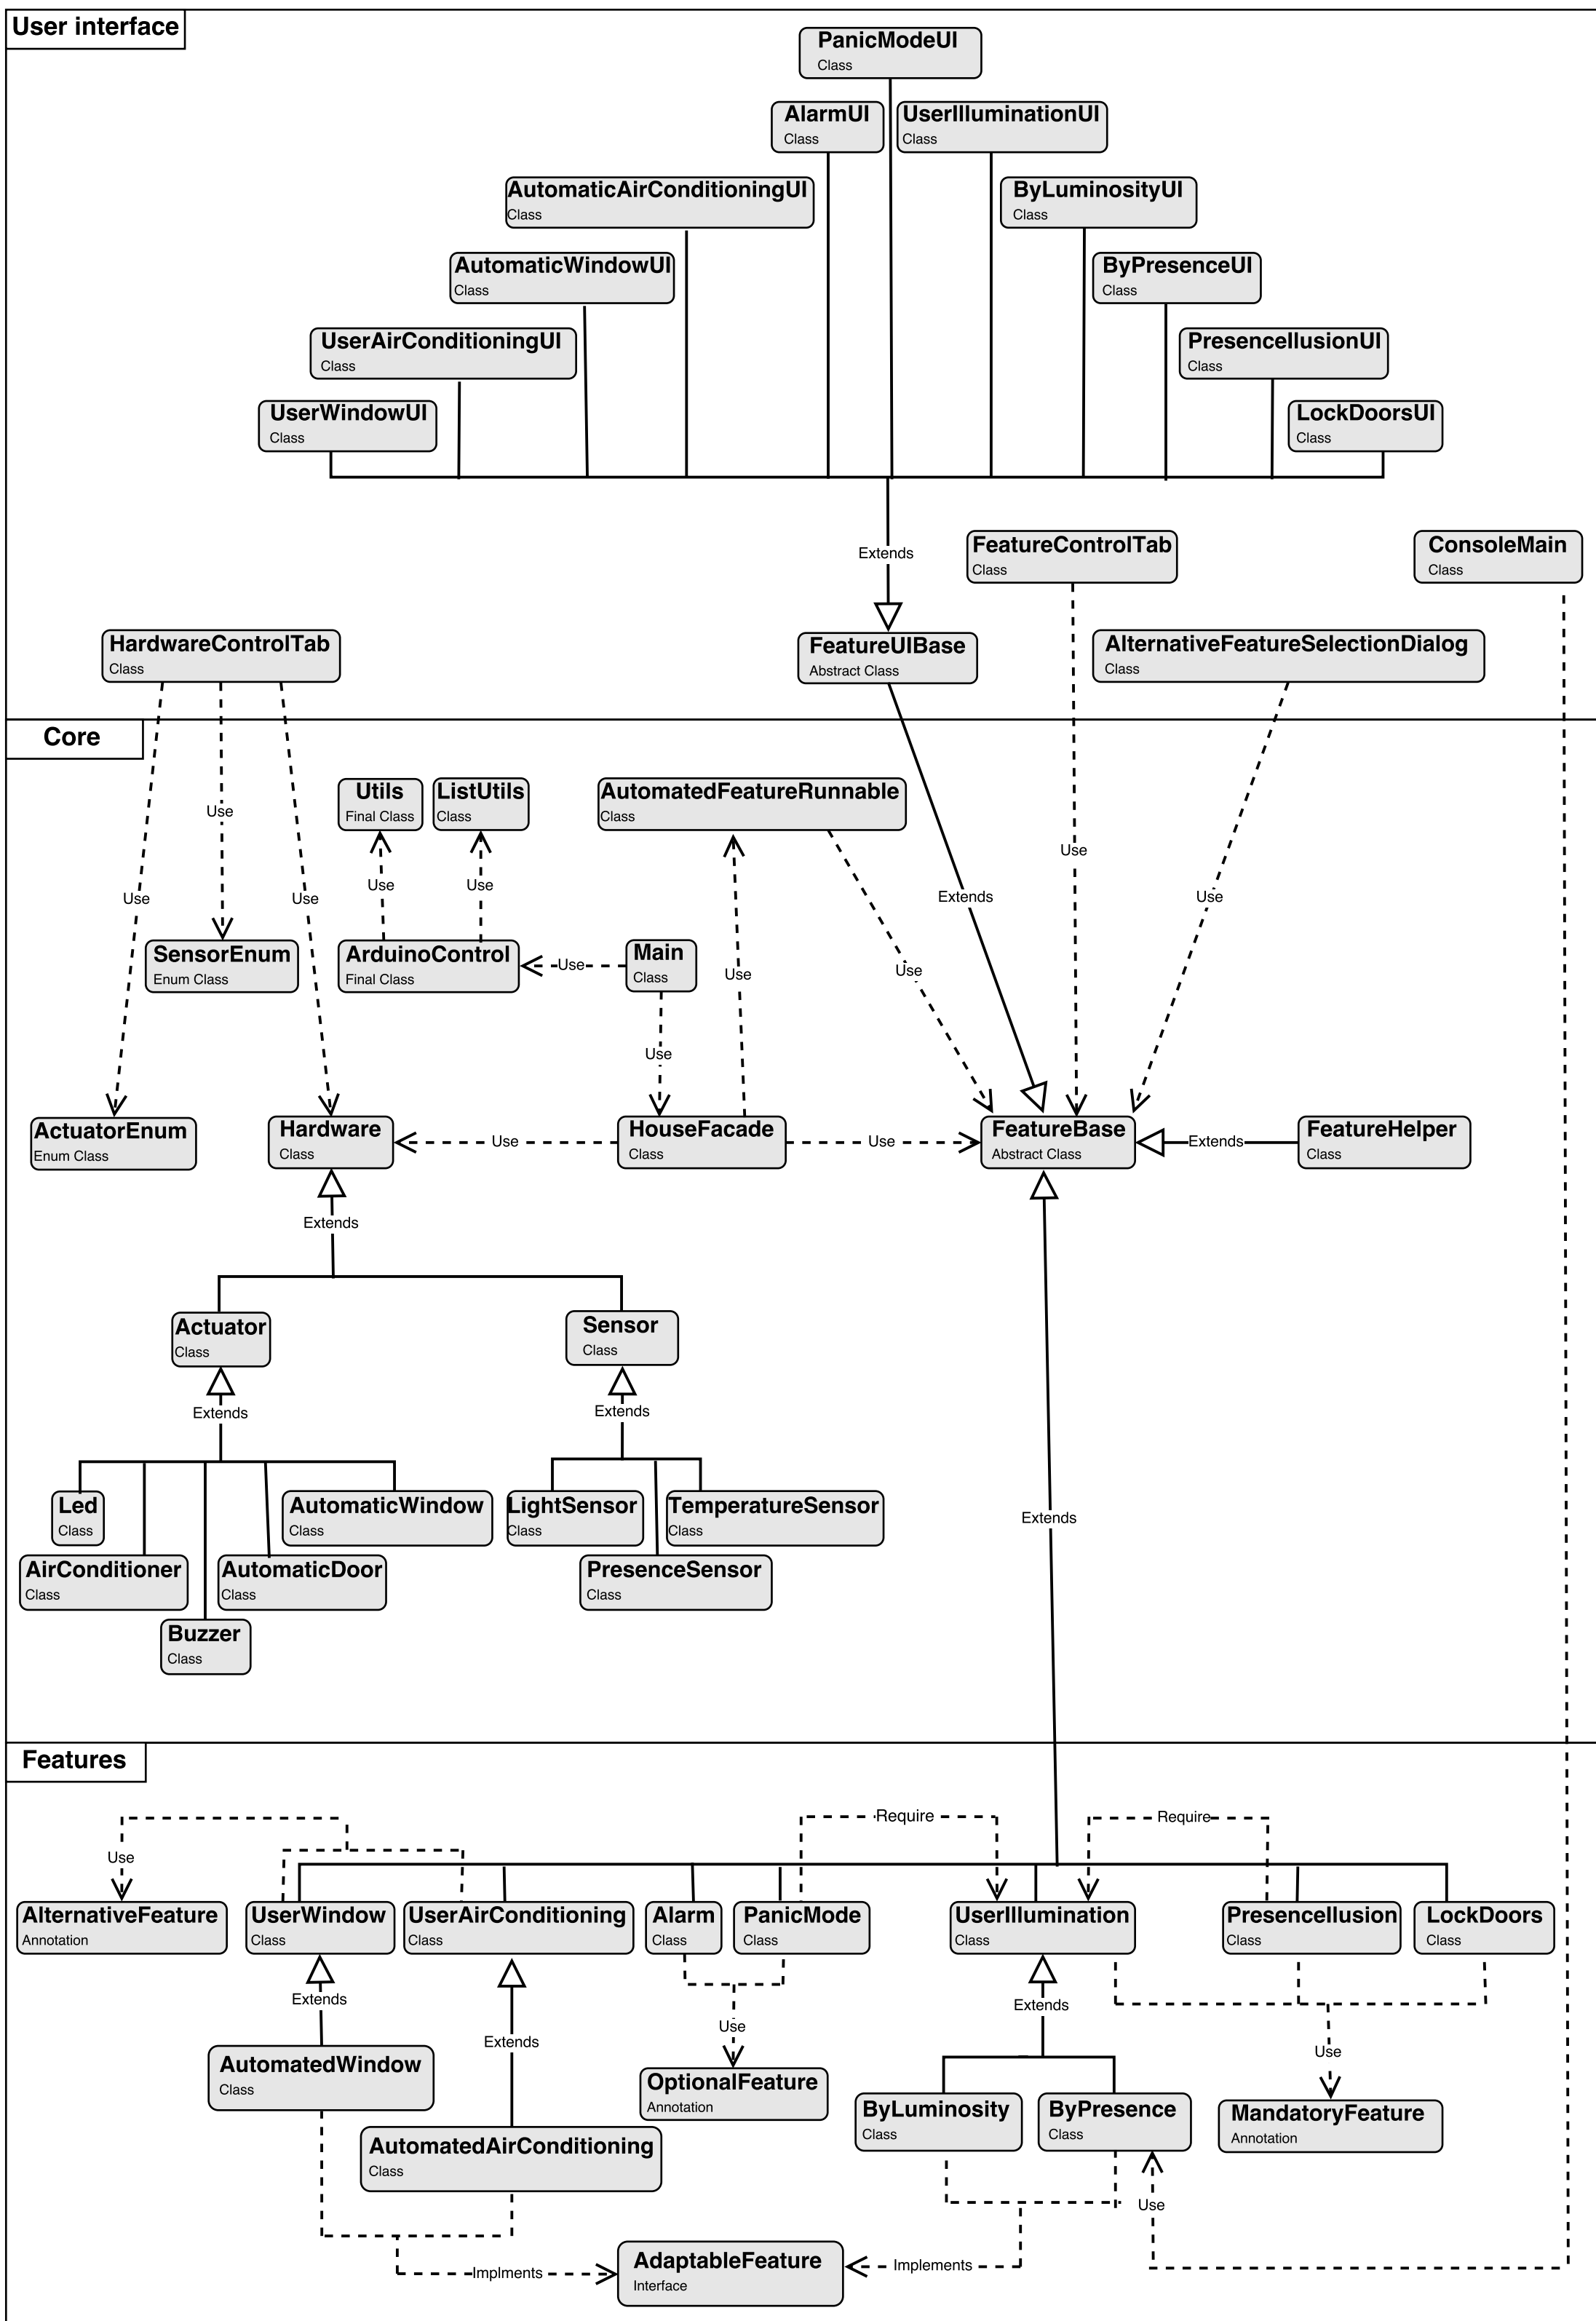 User interface
PanicModeUI
Class
AlarmUI
Class
UserIlluminationUI
Class
AutomaticAirConditioningUI
Class
ByLuminosityUI
Class
AutomaticWindowUI
Class
ByPresenceUI
Class
UserAirConditioningUI
Class
PresenceIlusionUI
Class
UserWindowUI
Class
LockDoorsUI
Class
Extends
FeatureControlTab
Class
ConsoleMain
Class
HardwareControlTab
Class
FeatureUIBase
Abstract Class
AlternativeFeatureSelectionDialog
Class
Core
Utils
Final Class
ListUtils
Class
AutomatedFeatureRunnable
Class
Use
Use
Use
Use
Use
Use
Extends
Use
SensorEnum
Enum Class
ArduinoControl
Final Class
Use
Main
Class
Use
Use
Use
ActuatorEnum
Enum Class
Hardware
Class
Use
HouseFacade
Class
Use
FeatureBase
Abstract Class
Extends
FeatureHelper
Class
Extends
Actuator
Class
Sensor
Class
Extends
Extends
Led
Class
AutomaticWindow
Class
LightSensor
Class
TemperatureSensor
Class
Extends
AirConditioner
Class
AutomaticDoor
Class
PresenceSensor
Class
Buzzer
Class
Features
Require
Require
Use
AlternativeFeature
Annotation
UserWindow
Class
UserAirConditioning
Class
Alarm
Class
PanicMode
Class
UserIllumination
Class
PresenceIlusion
Class
LockDoors
Class
Extends
Extends
Use
Extends
Use
AutomatedWindow
Class
OptionalFeature
Annotation
ByLuminosity
Class
ByPresence
Class
MandatoryFeature
Annotation
AutomatedAirConditioning
Class
Use
Implments
AdaptableFeature
Interface
Implements